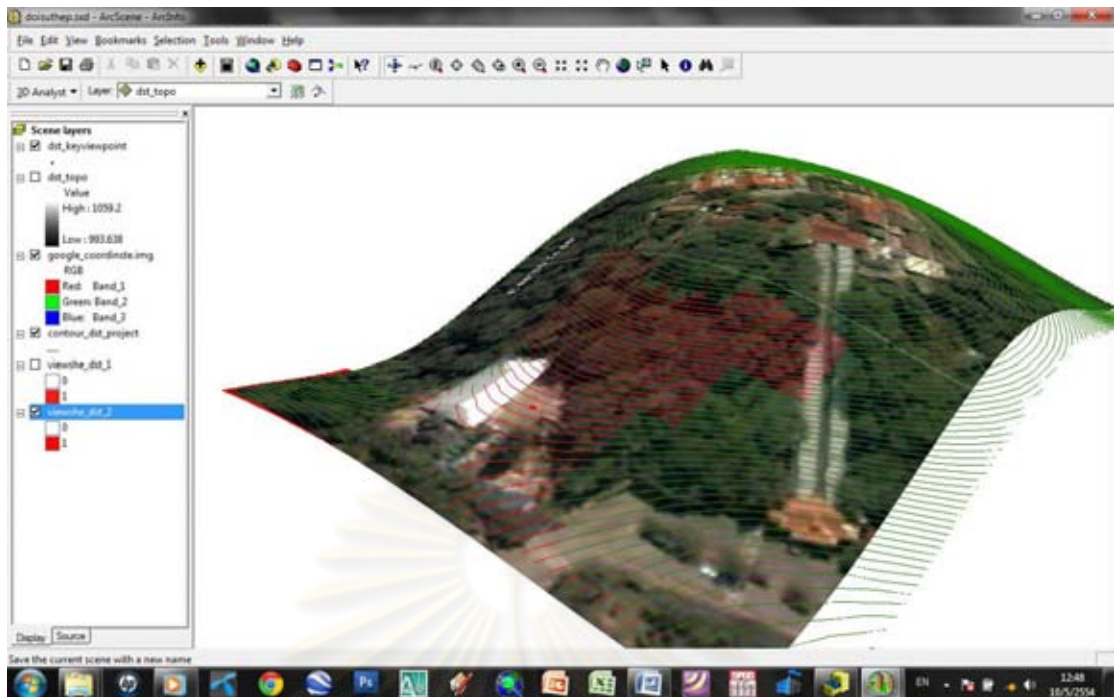 doisuthep.sxd - ArcScene - ArcInfo
File Edit View Bookmarks Selection Tools Window Help
3D Analyst Layer: dst_topo
Scene layers
dst_keyviewpoint
dst_topo
Value
High : 1059.2
Low : 993.638
google_coordinate.img
RGB
Red: Band_1
Green: Band_2
Blue: Band_3
contour_dst_project
viewshe_dst_1
0
1
viewshe_dst_2
0
1
Display Source
Save the current scene with a new name
Ps
EN
12:48
16/5/2554